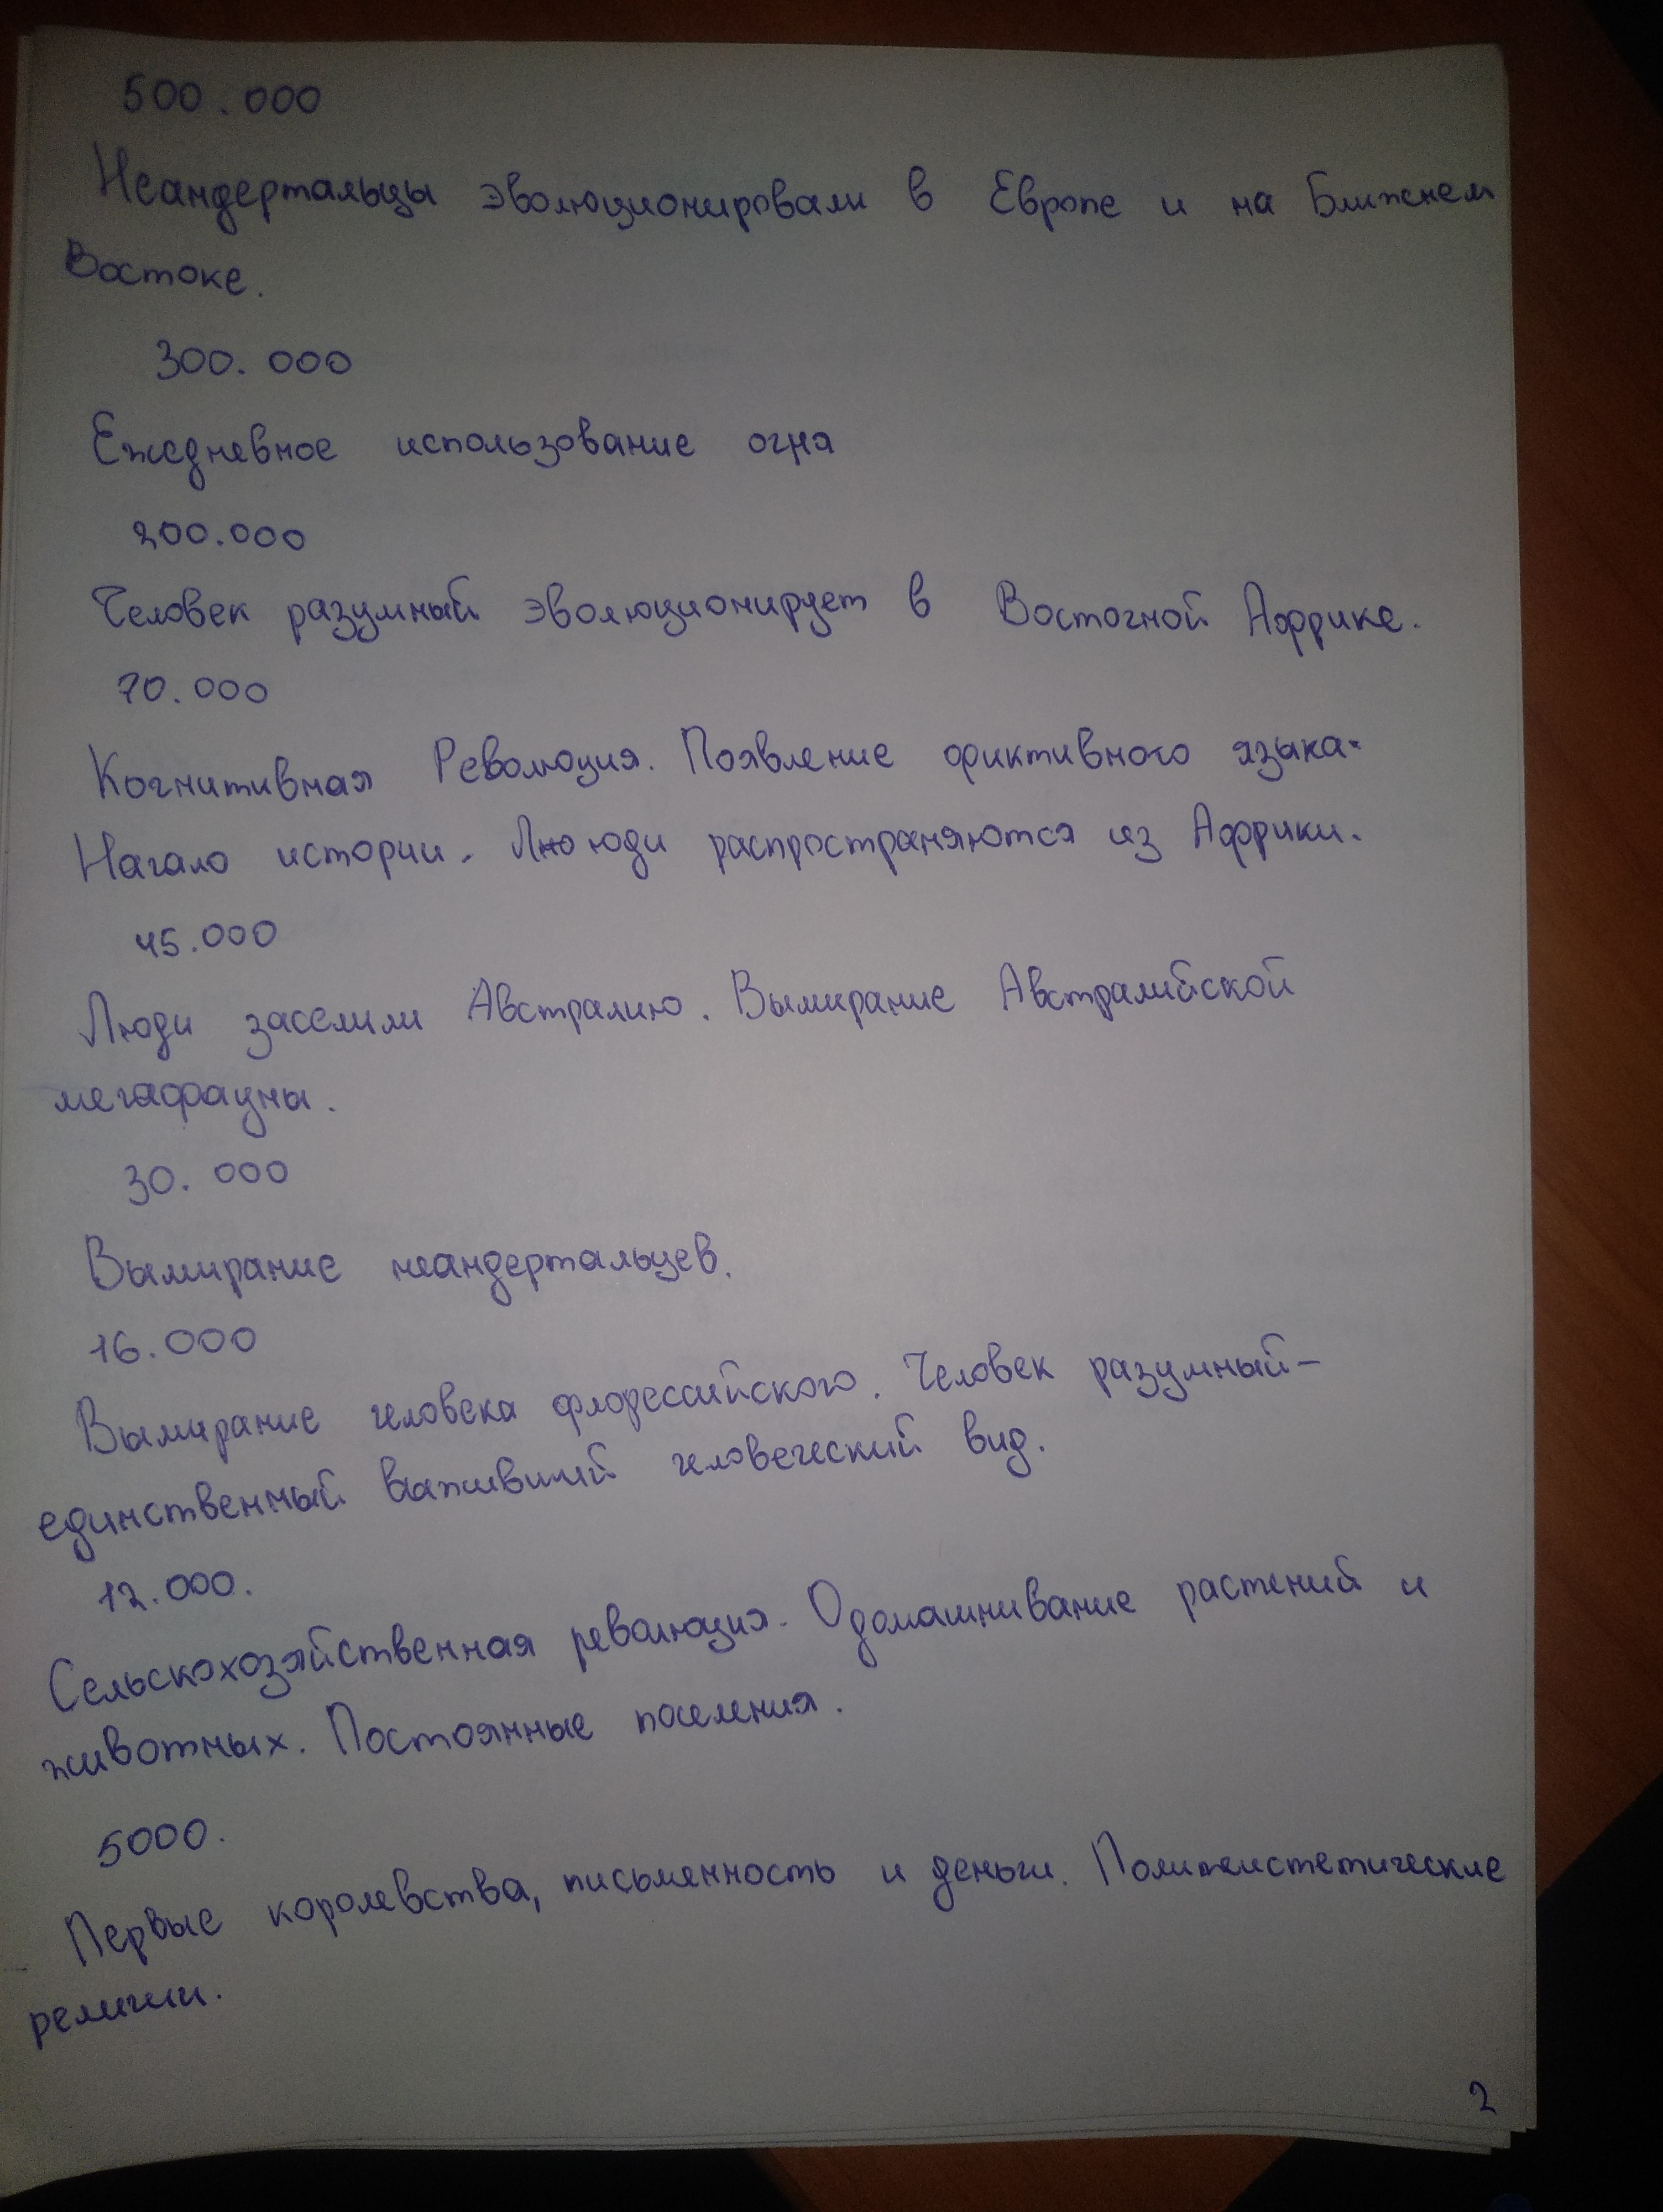 500.000
Неандертальцы эволюционировали в Европе и на Ближнем
Востоке.
300.000
Ежедневное использование огня
200.000
Человек разумный эволюционирует в Восточной Африке.
70.000
Когнитивная Революция. Появление фиктивного языка.
Начало истории. Люди распространяются из Африки.
45.000
Люди заселили Австралию. Вымирание Австралийской
мегафауны.
30.000
Вымирание неандертальцев.
16.000
Вымирание человека флорессийского. Человек разумный-
единственный выживший человеческий вид.
12.000.
Сельскохозяйственная революция. Одомашнивание растений и
животных. Постоянные поселения.
5000.
Первые королевства, письменность и деньги. Политеистетические
религии.
2